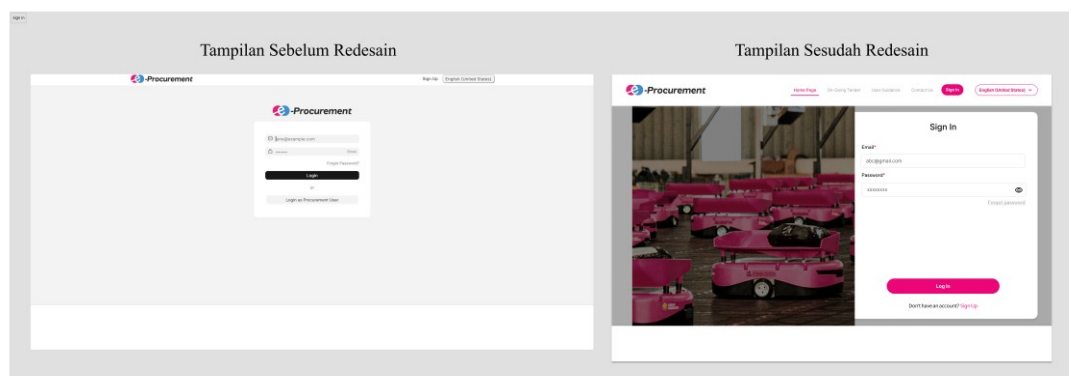 sign in
Tampilan Sebelum Redesain
Tampilan Sesudah Redesain
e-Procurement
Sign Up
English (United States)
e-Procurement
Forgot Password?
Login
or
Login as Procurement User
e-Procurement
Home Page
On-Going Tender
User Guidance
Contact Us
Sign In
English (United States)
Sign In
Email*
abc@gmail.com
Password*
xxxxxxxx
Forgot password
Log In
Don't have an account? Sign Up